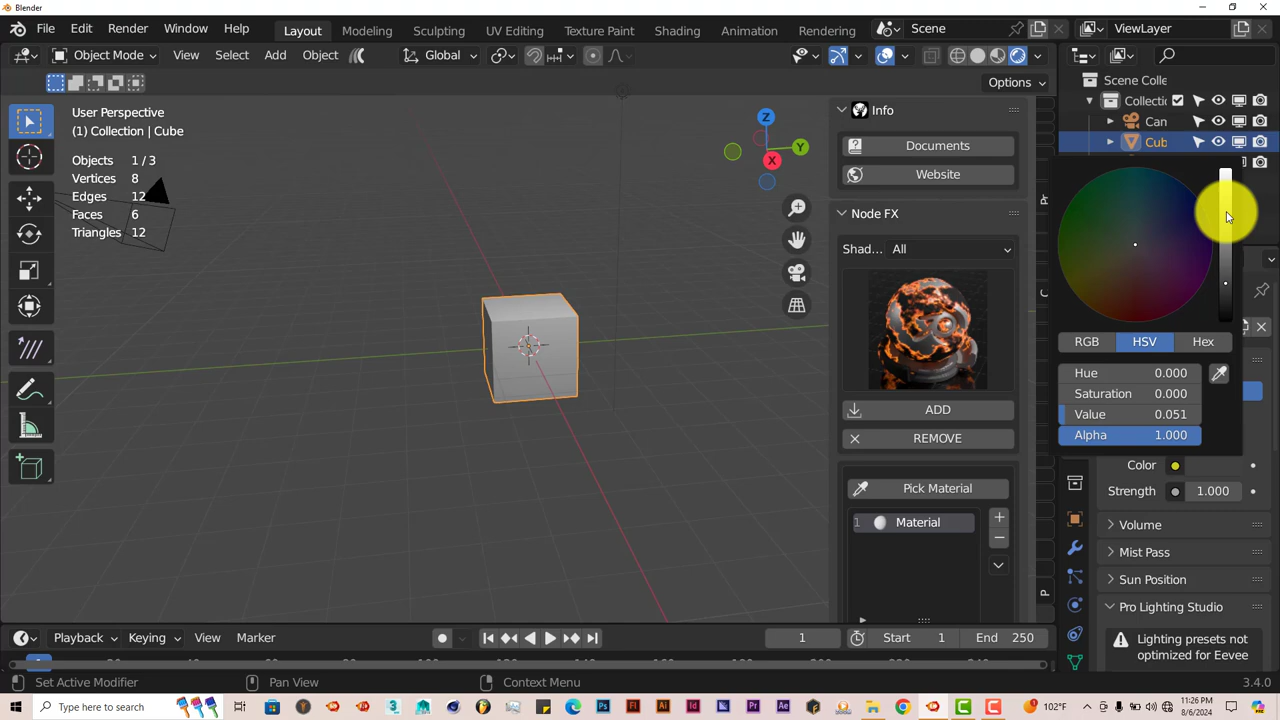 Blender
File Edit Render Window Help Layout Modeling Sculpting UV Editing Texture Paint Shading Animation Rendering Scene ViewLayer
Object Mode View Select Add Object Global
Options
User Perspective
(1) Collection | Cube
Objects 1 / 3
Vertices 8
Edges 12
Faces 6
Triangles 12
Z
Y
X
Info
Documents
Website
Node FX
Shad... All
ADD
REMOVE
Pick Material
1 Material
Scene Colle
Collecti
Can
Cub
RGB HSV Hex
Hue 0.000
Saturation 0.000
Value 0.051
Alpha 1.000
Color
Strength 1.000
Volume
Mist Pass
Sun Position
Pro Lighting Studio
Lighting presets not
optimized for Eevee
Playback Keying View Marker 1 Start 1 End 250
Set Active Modifier Pan View Context Menu 3.4.0
Type here to search
102°F
11:26 PM
8/6/2024